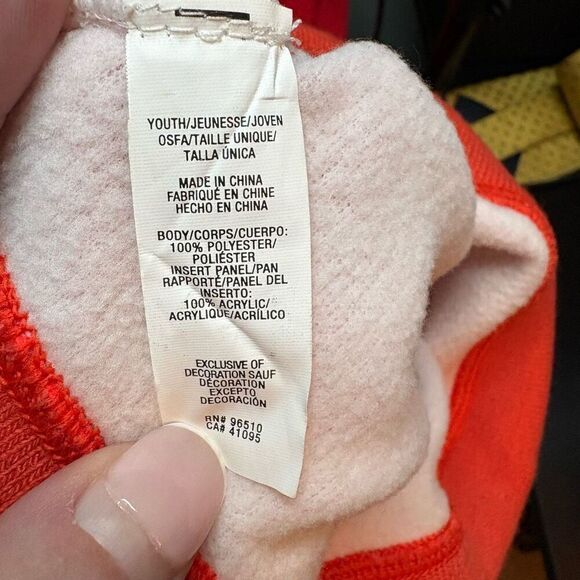 YOUTH/JEUNESSE/JOVEN
OSFA/TAILLE UNIQUE/
TALLA ÚNICA
MADE IN CHINA
FABRIQUÉ EN CHINE
HECHO EN CHINA
BODY/CORPS/CUERPO:
100% POLYESTER/
POLIÉSTER
INSERT PANEL/PAN
RAPPORTÉ/PANEL DEL
INSERTO:
100% ACRYLIC/
ACRYLIQUE/ACRÍLICO
EXCLUSIVE OF
DECORATION SAUF
DÉCORATION
EXCEPTO
DECORACIÓN
RN# 96510
CA# 41095